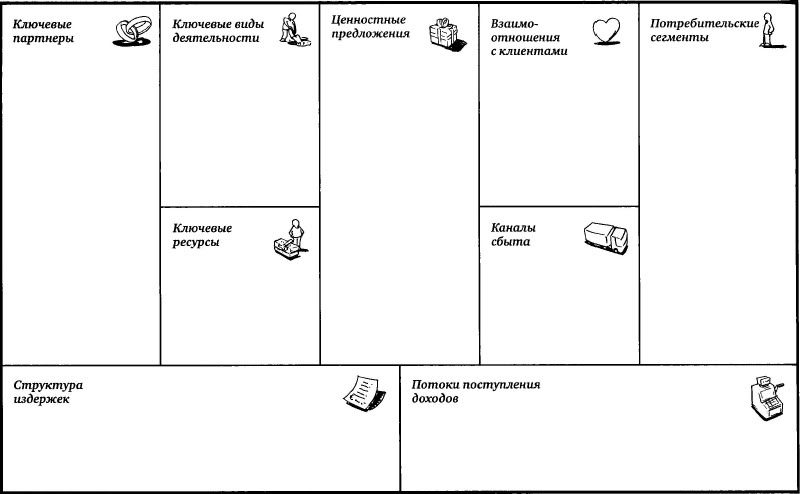 Ключевые
партнеры
Ключевые виды
деятельности
Ценностные
предложения
Взаимо-
отношения
с клиентами
Потребительские
сегменты
Ключевые
ресурсы
Каналы
сбыта
Структура
издержек
Потоки поступления
доходов